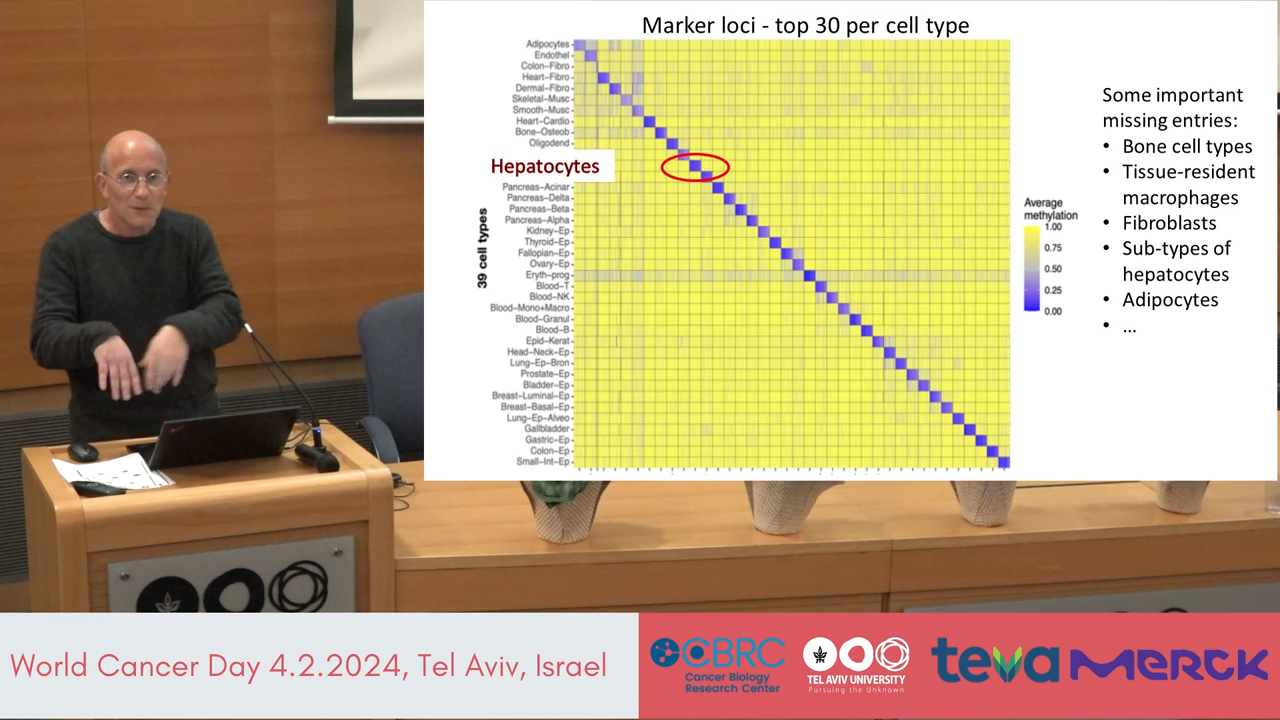 Marker loci - top 30 per cell type
Adipocytes
Endothel
Colon-Fibro
Heart-Fibro
Dermal-Fibro
Skeletal-Musc
Smooth-Musc
Heart-Cardio
Bone-Osteob
Oligodend
Hepatocytes
Pancreas-Acinar
Pancreas-Delta
Pancreas-Beta
Pancreas-Alpha
Kidney-Ep
Thyroid-Ep
Fallopian-Ep
Ovary-Ep
Eryth-prog
Blood-T
Blood-NK
Blood-Mono+Macro
Blood-Granul
Blood-B
Epid-Kerat
Head-Neck-Ep
Lung-Ep-Bron
Prostate-Ep
Bladder-Ep
Breast-Luminal-Ep
Breast-Basal-Ep
Lung-Ep-Alveo
Gallbladder
Gastric-Ep
Colon-Ep
Small-Int-Ep
39 cell types
Average
methylation
1.00
0.75
0.50
0.25
0.00
Some important
missing entries:
• Bone cell types
• Tissue-resident
macrophages
• Fibroblasts
• Sub-types of
hepatocytes
• Adipocytes
• ...
World Cancer Day 4.2.2024, Tel Aviv, Israel
CBRC
Cancer Biology
Research Center
TEL AVIV UNIVERSITY
Pursuing the Unknown
teva
MERCK